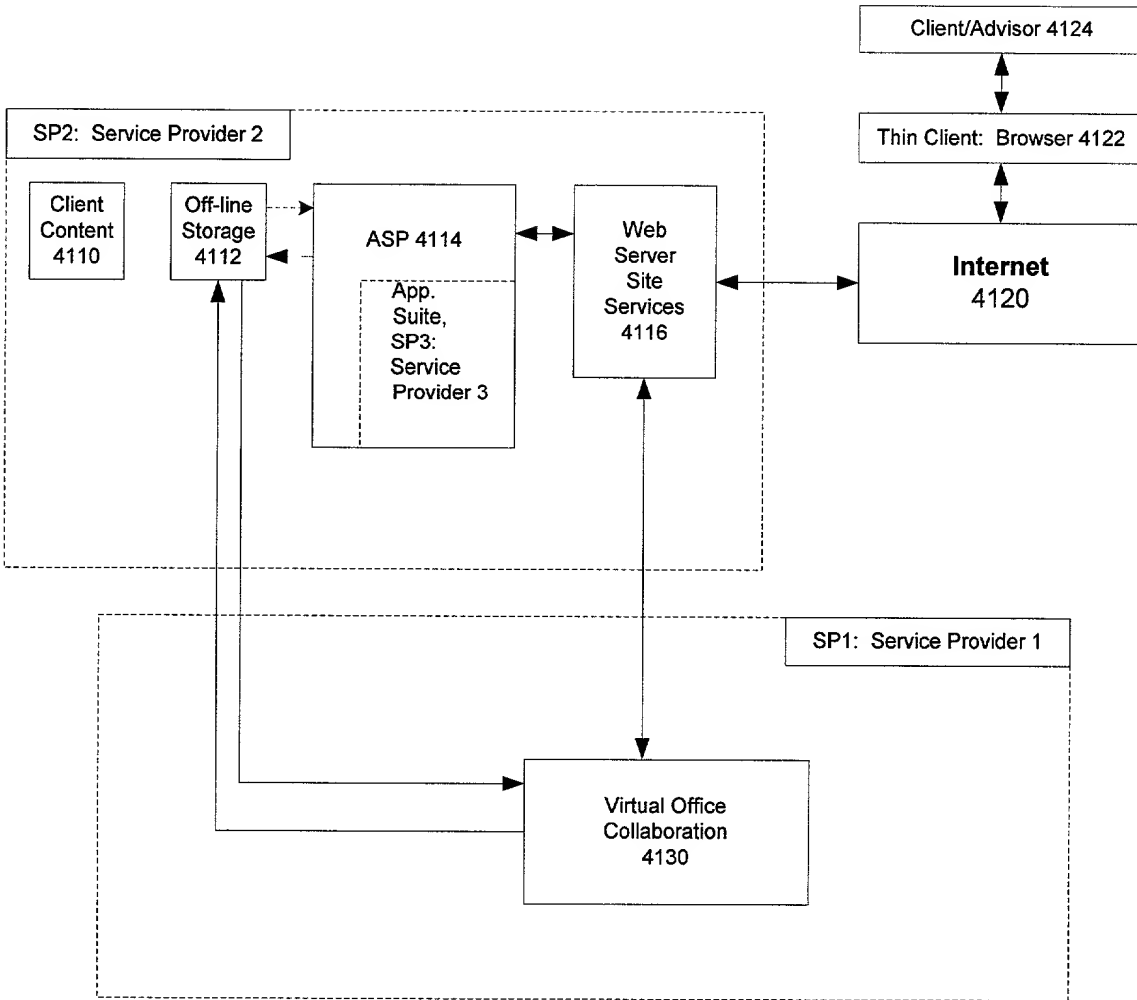 Client/Advisor 4124
SP2: Service Provider 2
Thin Client: Browser 4122
Client
Content
4110
Off-line
Storage
4112
ASP 4114
App.
Suite,
SP3:
Service
Provider 3
Web
Server
Site
Services
4116
Internet
4120
SP1: Service Provider 1
Virtual Office
Collaboration
4130